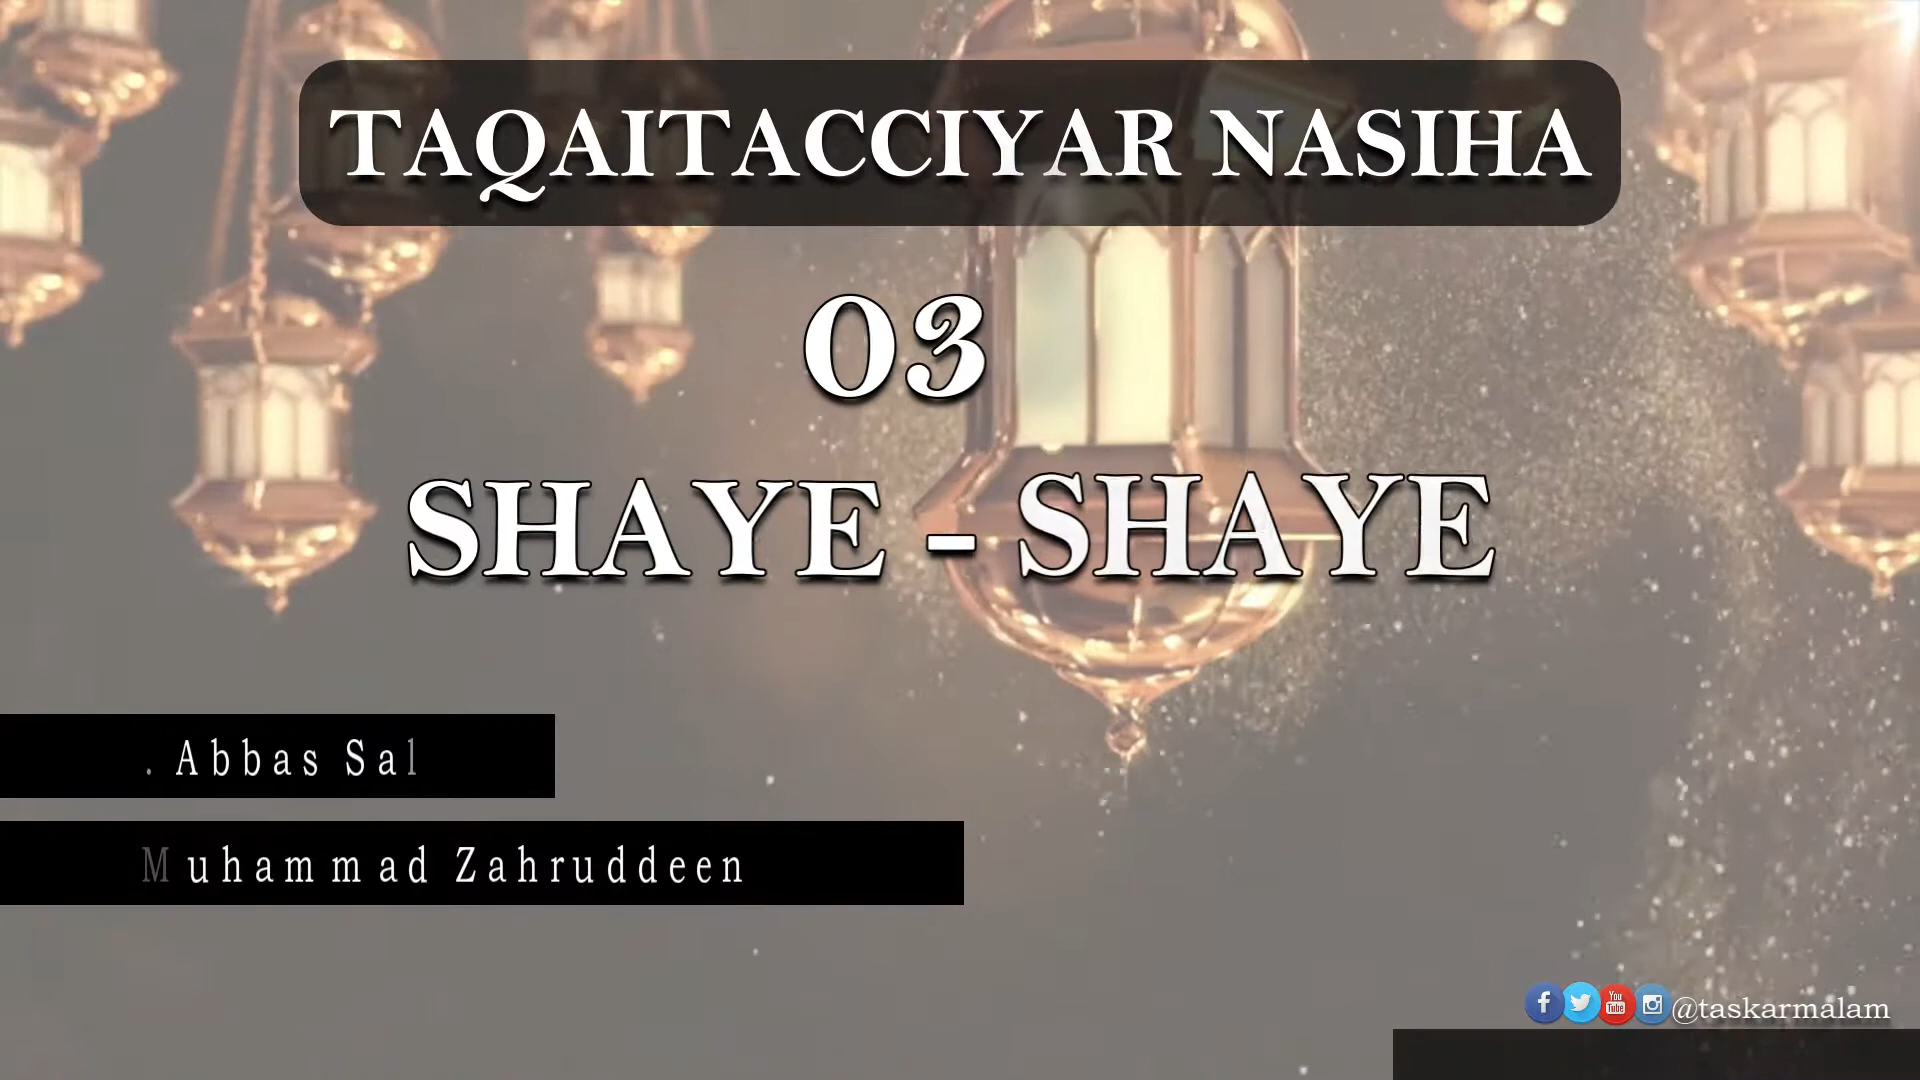 TAQAITACCIYAR NASIHA
03
SHAYE - SHAYE
. Abbas Sal
Muhammad Zahruddeen
@taskarmalam